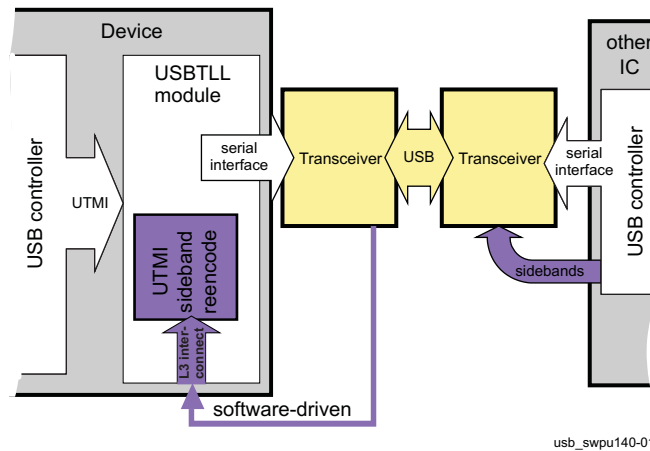 Device
USBTLL
module
USB controller
UTMI
serial
interface
Transceiver
USB
Transceiver
serial
interface
other
IC
USB controller
UTMI
sideband
reencode
sidebands
L3 inter-
connect
software-driven
usb_swpu140-01